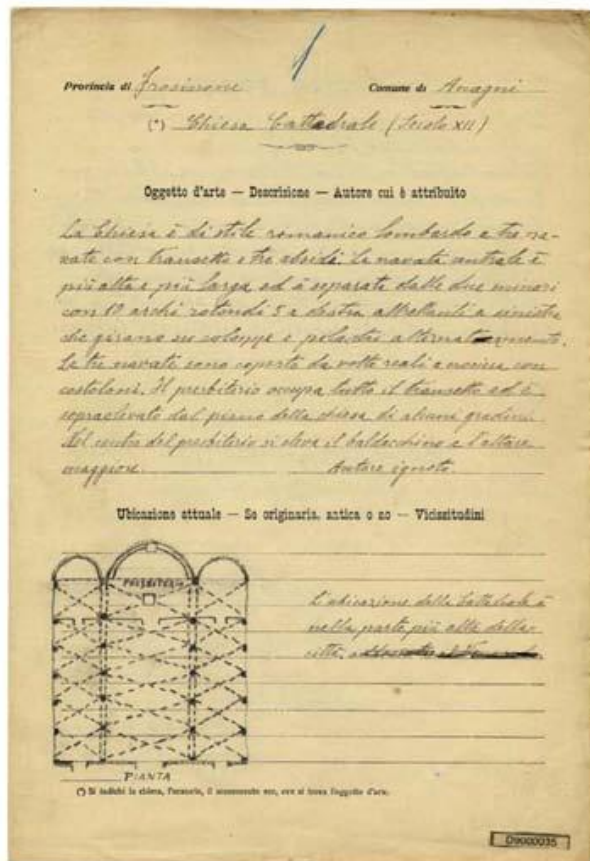 1
Provincia di Frosinone Comune di Anagni
(*) Chiesa Cattedrale (Secolo XII)
Oggetto d'arte — Descrizione — Autore cui è attribuito
La Chiesa è di stile romanico lombardo a tre na-
vate con transetto e tre absidi. La navata centrale è
più alta e più larga ed è separata dalle due minori
con 10 archi rotondi 5 a destra altrettanti a sinistra
che girano su colonne e pilastri alternatamente.
Le tre navate sono coperte da volte reali a crociera con
costoloni. Il presbiterio occupa tutto il transetto ed è
sopraelevato dal piano della chiesa di alcuni gradini.
Nel centro del presbiterio si eleva il baldacchino e l'altare
maggiore. Autore ignoto.
Ubicazione attuale — Se originaria, antica o no — Vicissitudini
PRESBITERIO
L'ubicazione della Cattedrale è
nella parte più alta della
città
PIANTA
(*) Si indichi la chiesa, l'oratorio, il monumento ecc, ove si trova l'oggetto d'arte.
D9000035